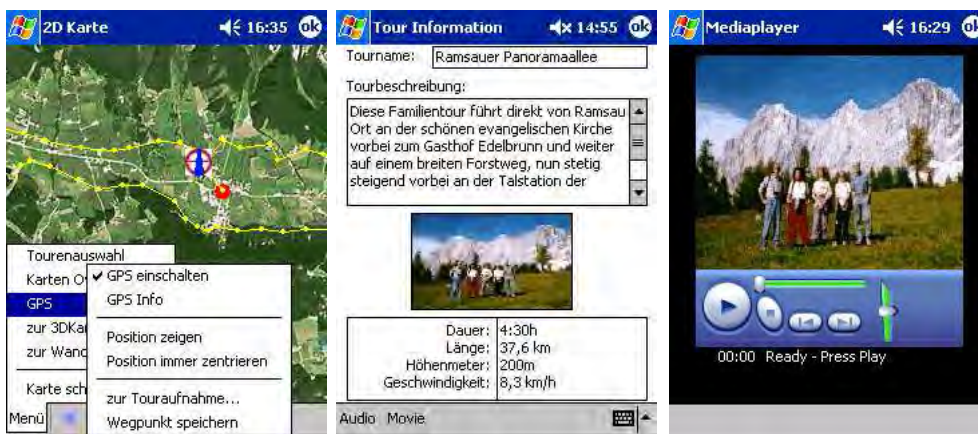 2D Karte 16:35 ok
Tourenauswahl
Karten O
GPS
zur 3DKa
zur Wand
Karte sch
Menü
GPS einschalten
GPS Info
Position zeigen
Position immer zentrieren
zur Touraufnahme...
Wegpunkt speichern
Tour Information 14:55 ok
Tourname: Ramsauer Panoramaallee
Tourbeschreibung:
Diese Familientour führt direkt von Ramsau
Ort an der schönen evangelischen Kirche
vorbei zum Gasthof Edelbrunn und weiter
auf einem breiten Forstweg, nun stetig
steigend vorbei an der Talstation der
Dauer: 4:30h
Länge: 37,6 km
Höhenmeter: 200m
Geschwindigkeit: 8,3 km/h
Audio Movie
Mediaplayer 16:29 ok
00:00 Ready - Press Play